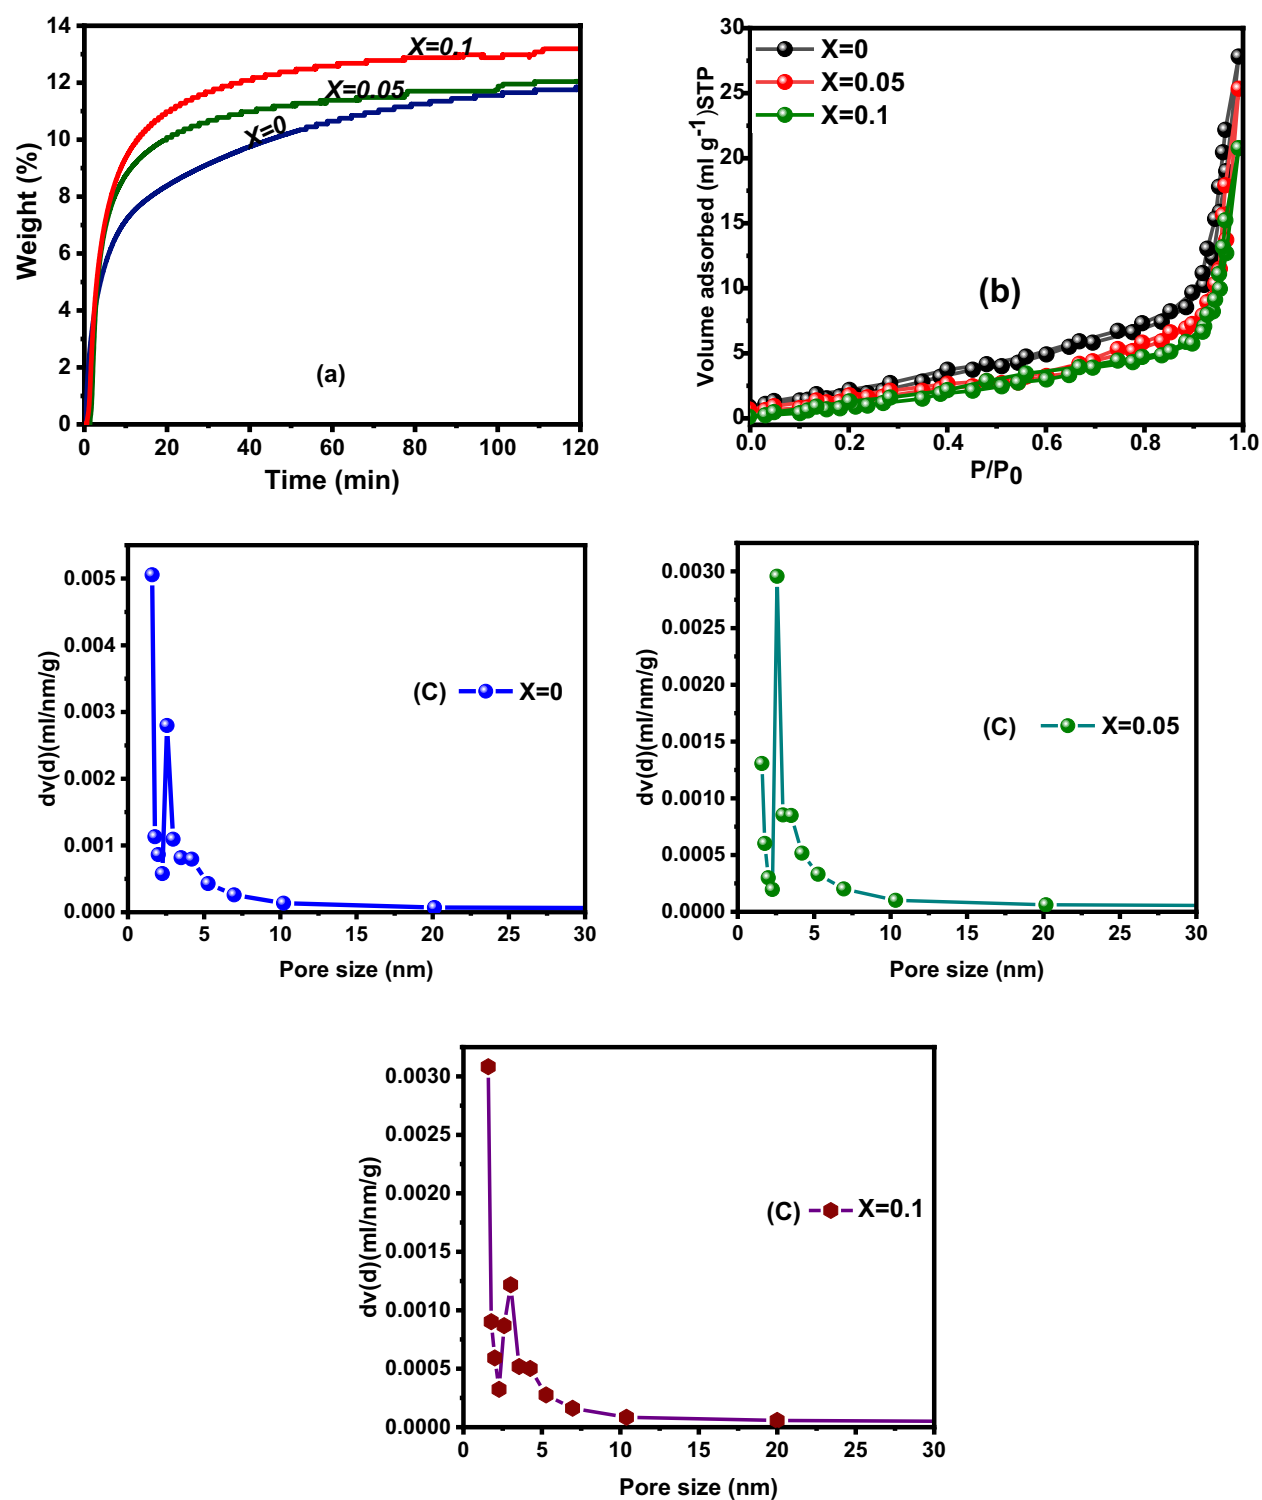 14
12
10
8
6
4
2
0
0 20 40 60 80 100 120
Weight (%)
Time (min)
X=0.1
X=0.05
X=0
(a)
30
25
20
15
10
5
0
0.0 0.2 0.4 0.6 0.8 1.0
Volume adsorbed (ml g-1)STP
P/P0
X=0
X=0.05
X=0.1
(b)
0.005
0.004
0.003
0.002
0.001
0.000
0 5 10 15 20 25 30
dv(d)(ml/nm/g)
Pore size (nm)
(C) X=0
0.0030
0.0025
0.0020
0.0015
0.0010
0.0005
0.0000
0 5 10 15 20 25 30
dv(d)(ml/nm/g)
Pore size (nm)
(C) X=0.05
0.0030
0.0025
0.0020
0.0015
0.0010
0.0005
0.0000
0 5 10 15 20 25 30
dv(d)(ml/nm/g)
Pore size (nm)
(C) X=0.1